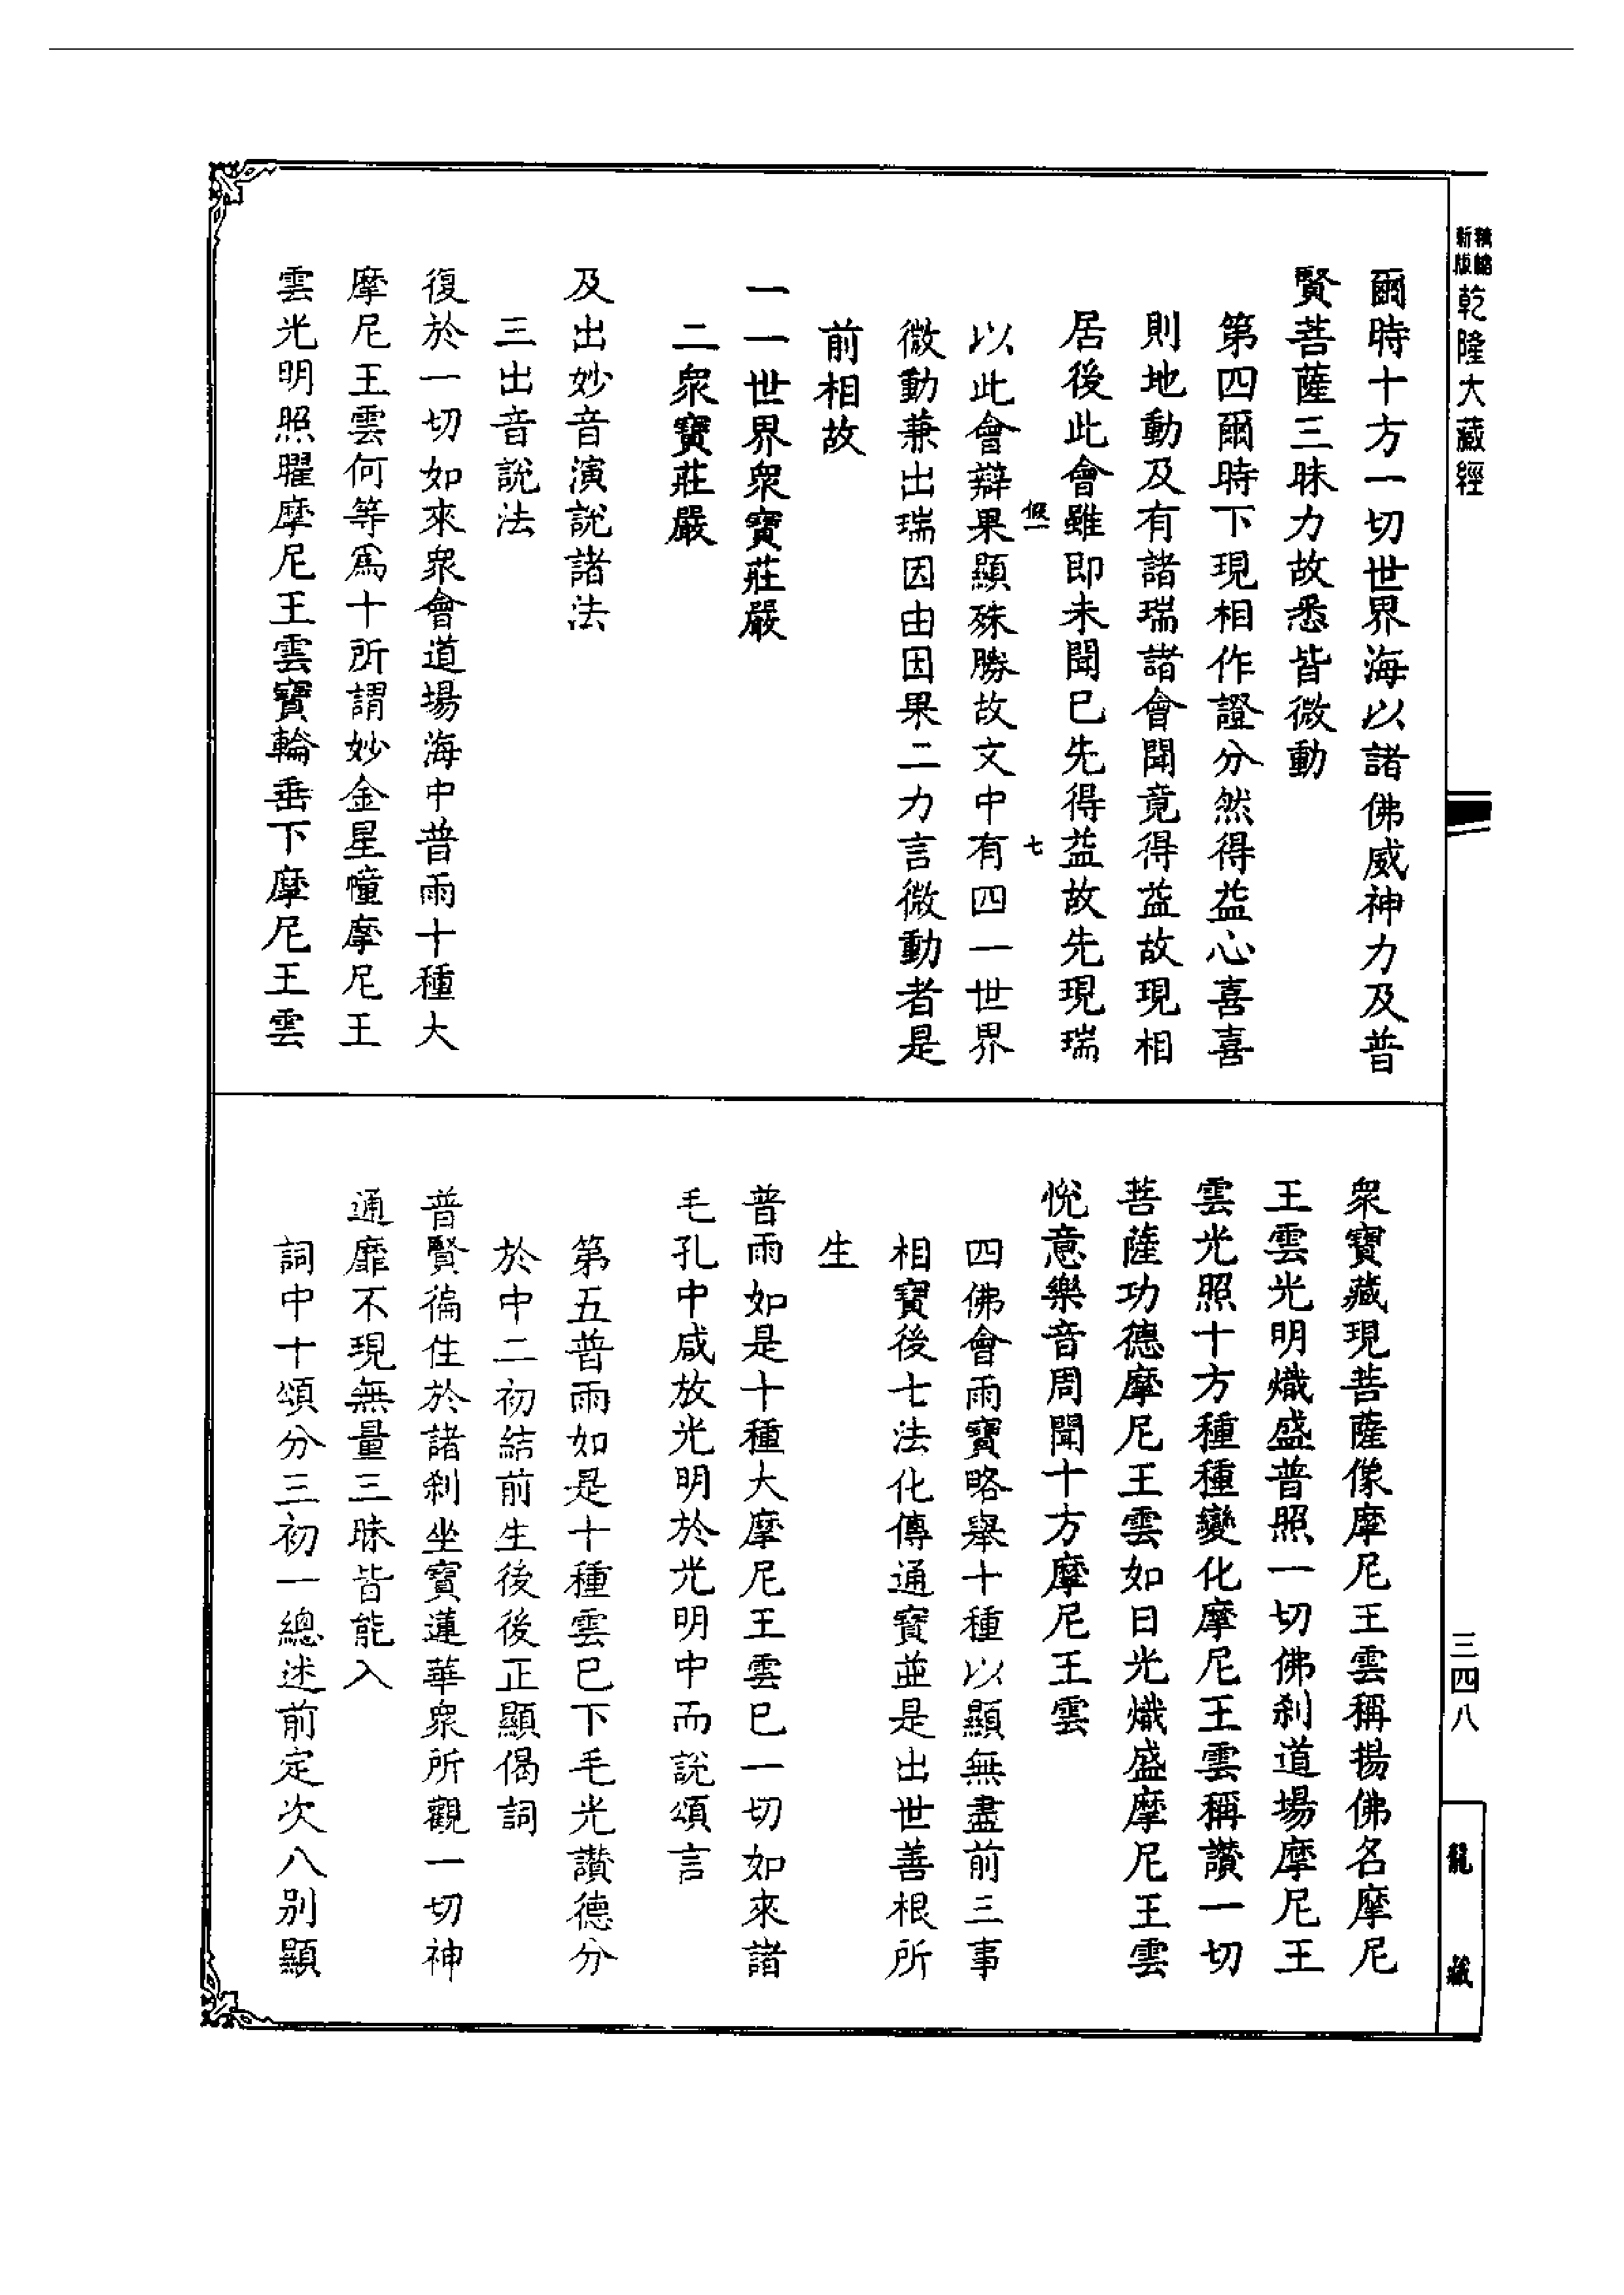 精縮新版乾隆大藏經
三四八
龍藏
爾時十方一切世界海以諸佛威神力及普
賢菩薩三昧力故悉皆微動
第四爾時下現相作證分然得益心喜喜
則地動及有諸瑞諸會聞竟得益故現相
居後此會雖即未聞已先得益故先現瑞
假一
七
以此會辯果顯殊勝故文中有四一世界
微動兼出瑞因由因果二力言微動者是
前相故
一一世界衆寶莊嚴
二衆寶莊嚴
及出妙音演說諸法
三出音說法
復於一切如來衆會道場海中普雨十種大
摩尼王雲何等爲十所謂妙金星幢摩尼王
雲光明照曜摩尼王雲寶輪垂下摩尼王雲
衆寶藏現菩薩像摩尼王雲稱揚佛名摩尼
王雲光明熾盛普照一切佛刹道場摩尼王
雲光照十方種種變化摩尼王雲稱讚一切
菩薩功德摩尼王雲如日光熾盛摩尼王雲
悅意樂音周聞十方摩尼王雲
四佛會雨寶略舉十種以顯無盡前三事
相寶後七法化傳通寶並是出世善根所
生
普雨如是十種大摩尼王雲已一切如來諸
毛孔中咸放光明於光明中而說頌言
第五普雨如是十種雲已下毛光讚德分
於中二初結前生後後正顯偈詞
普賢徧住於諸刹坐寶蓮華衆所觀一切神
通靡不現無量三昧皆能入
詞中十頌分三初一總述前定次八別顯